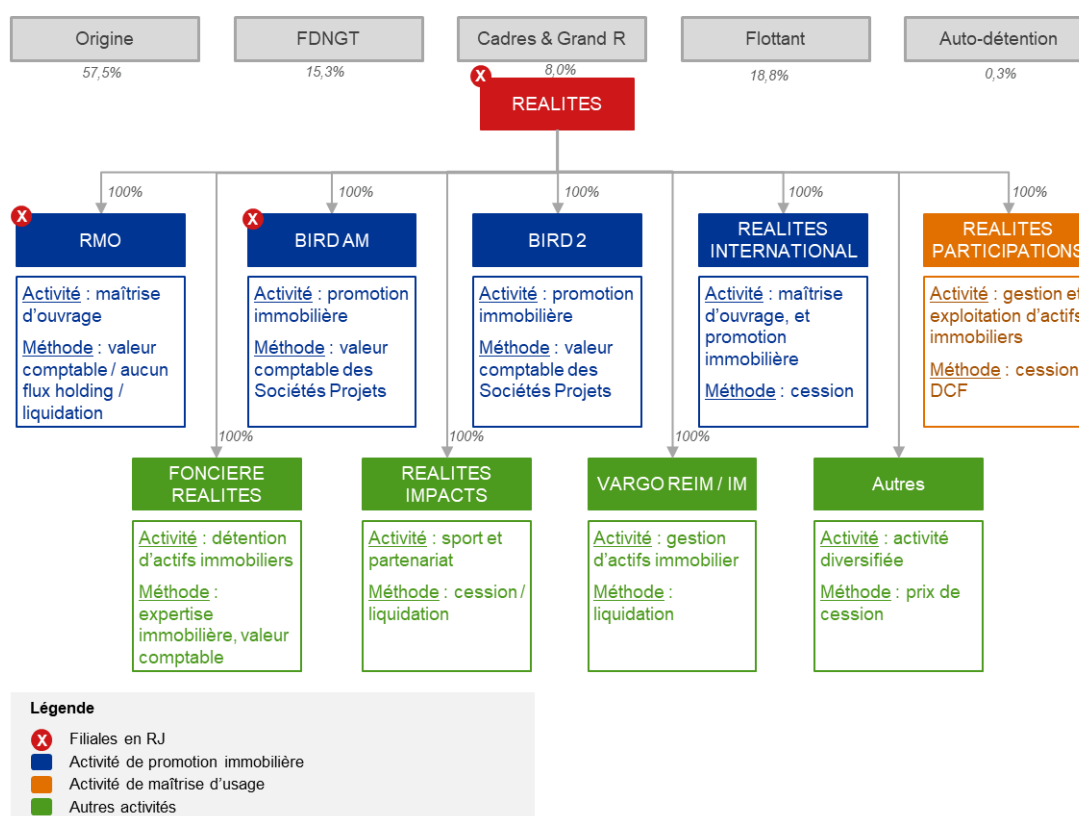 Origine
FDNGT
Cadres & Grand R
Flottant
Auto-détention
57,5%
15,3%
8,0%
18,8%
0,3%
X
REALITES
100%
100%
100%
100%
100%
X
RMO
X
BIRD AM
BIRD 2
REALITES
INTERNATIONAL
REALITES
PARTICIPATIONS
Activité : maîtrise
d'ouvrage
Méthode : valeur
comptable / aucun
flux holding /
liquidation
Activité : promotion
immobilière
Méthode : valeur
comptable des
Sociétés Projets
Activité : promotion
immobilière
Méthode : valeur
comptable des
Sociétés Projets
Activité : maîtrise
d'ouvrage, et
promotion
immobilière
Méthode : cession
Activité : gestion et
exploitation d'actifs
immobiliers
Méthode : cession
DCF
100%
100%
100%
FONCIERE
REALITES
REALITES
IMPACTS
VARGO REIM / IM
Autres
Activité : détention
d'actifs immobiliers
Méthode :
expertise
immobilière, valeur
comptable
Activité : sport et
partenariat
Méthode : cession /
liquidation
Activité : gestion
d'actifs immobilier
Méthode :
liquidation
Activité : activité
diversifiée
Méthode : prix de
cession
Légende
X Filiales en RJ
Activité de promotion immobilière
Activité de maîtrise d'usage
Autres activités